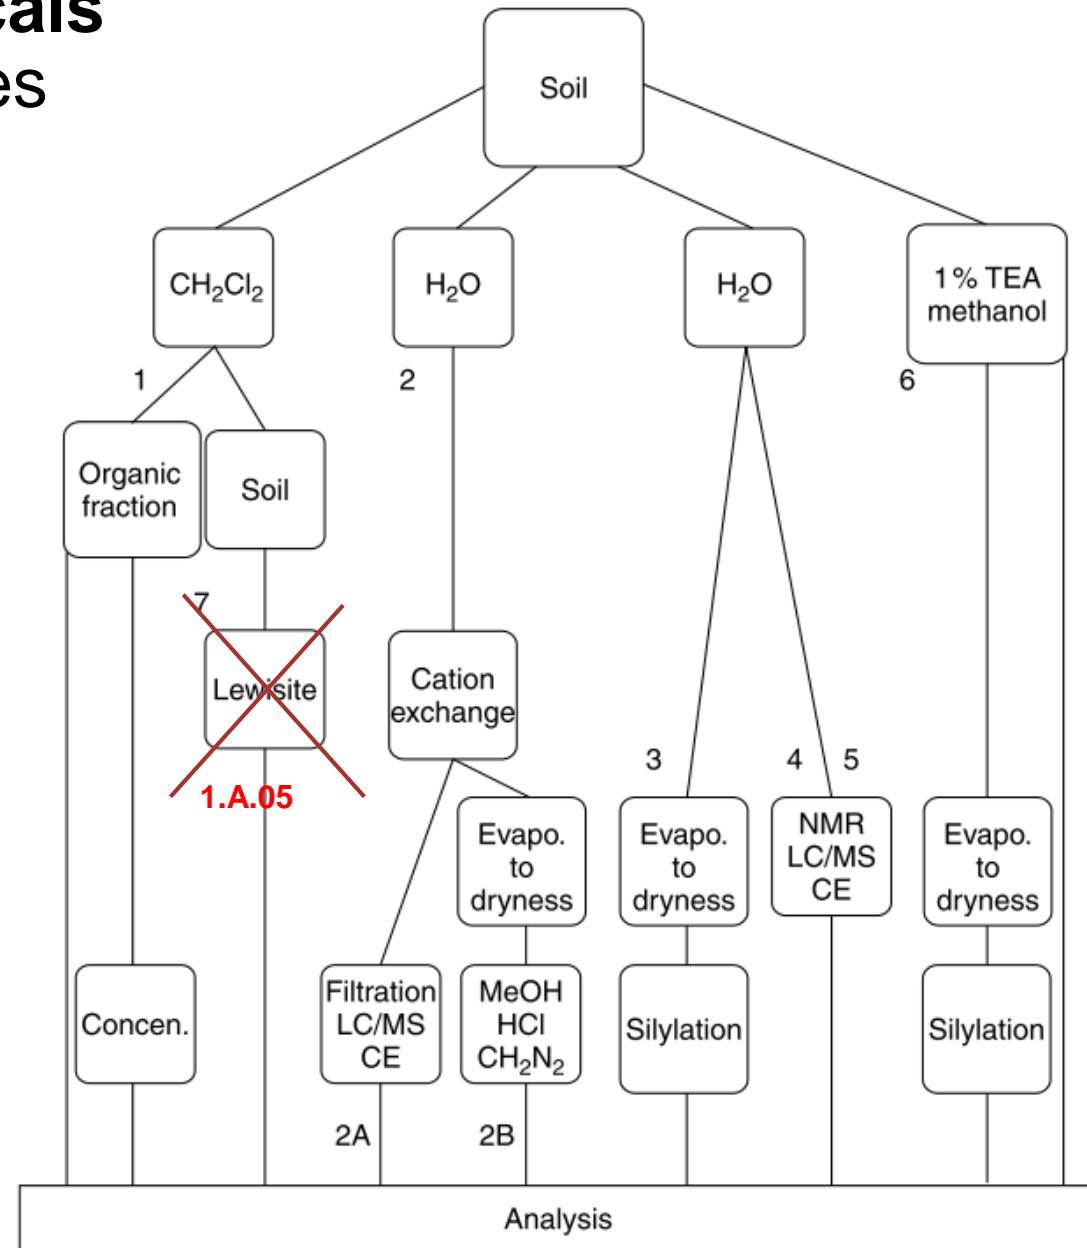 cals
es
Soil
CH₂Cl₂
H₂O
H₂O
1% TEA
methanol
1
2
6
Organic
fraction
Soil
7
Lewisite
1.A.05
Cation
exchange
3
4
5
Evapo.
to
dryness
Evapo.
to
dryness
NMR
LC/MS
CE
Evapo.
to
dryness
Concen.
Filtration
LC/MS
CE
MeOH
HCl
CH₂N₂
Silylation
Silylation
2A
2B
Analysis